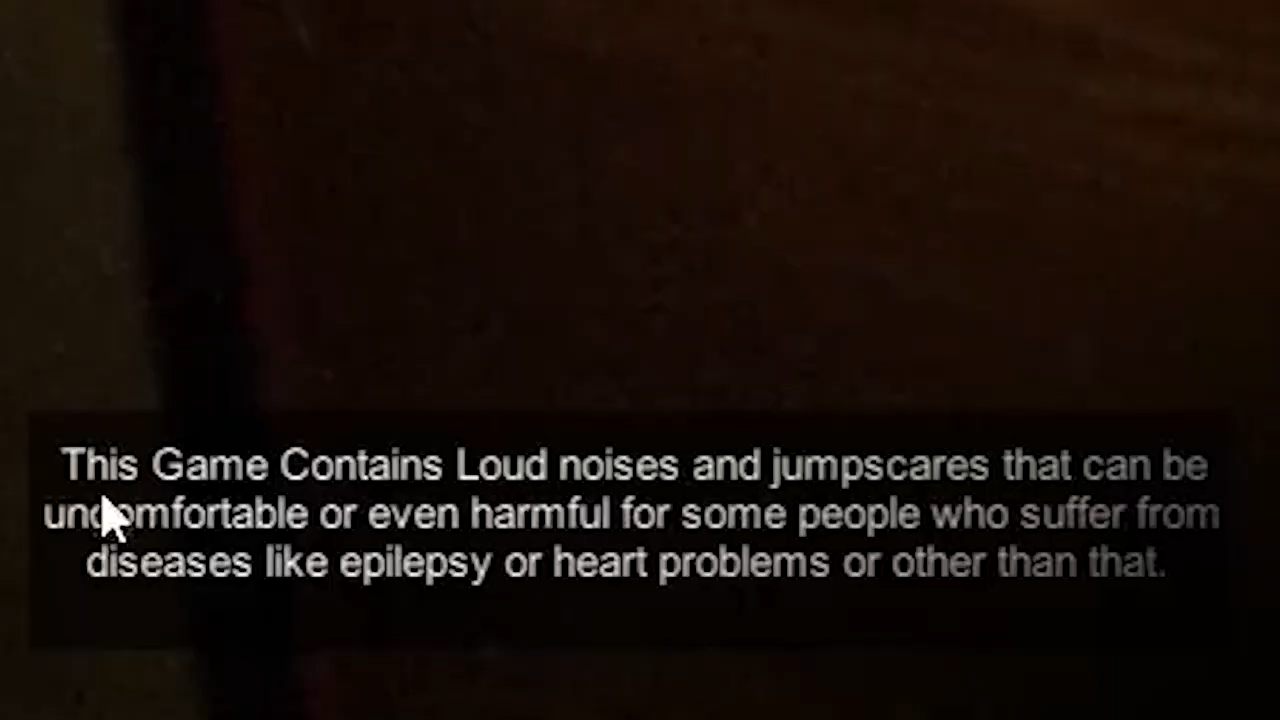 This Game Contains Loud noises and jumpscares that can be
uncomfortable or even harmful for some people who suffer from
diseases like epilepsy or heart problems or other than that.